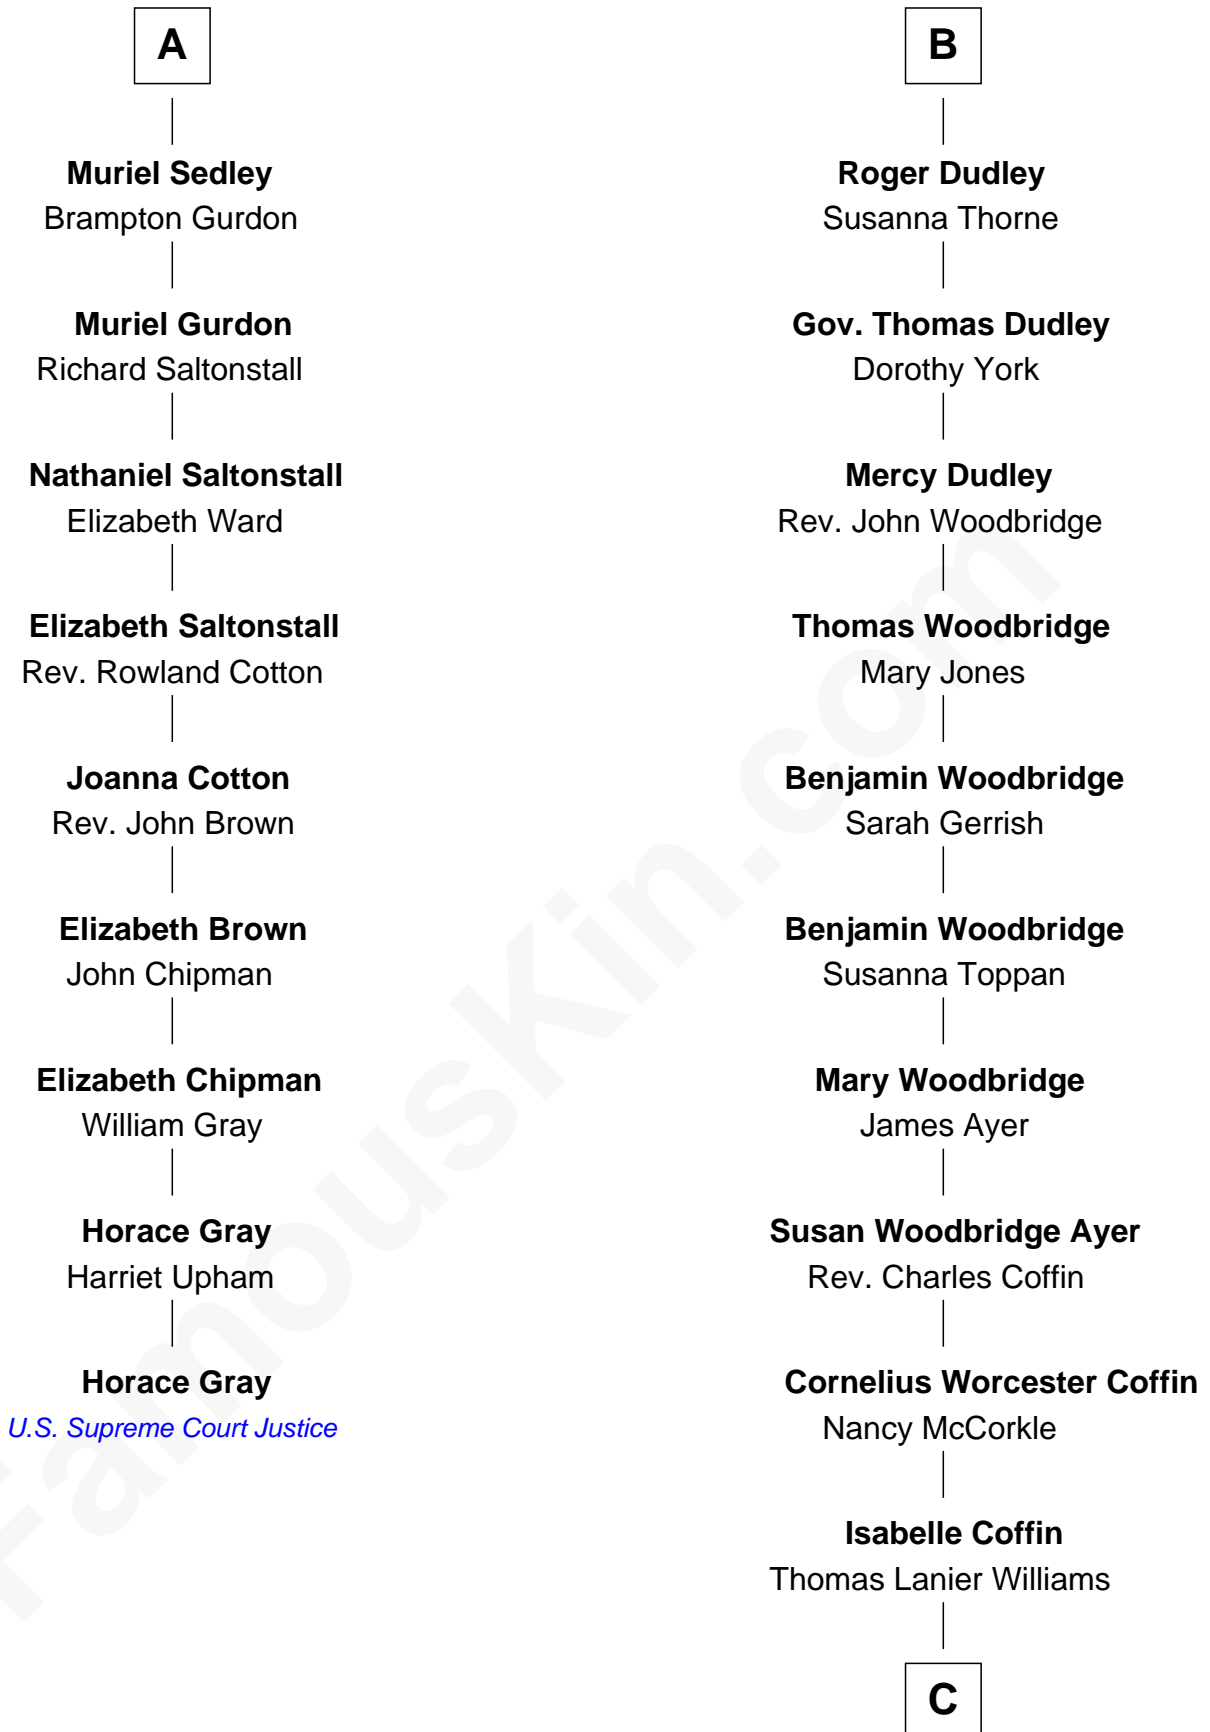 A
Muriel Sedley
Brampton Gurdon
Muriel Gurdon
Richard Saltonstall
Nathaniel Saltonstall
Elizabeth Ward
Elizabeth Saltonstall
Rev. Rowland Cotton
Joanna Cotton
Rev. John Brown
Elizabeth Brown
John Chipman
Elizabeth Chipman
William Gray
Horace Gray
Harriet Upham
Horace Gray
U.S. Supreme Court Justice
B
Roger Dudley
Susanna Thorne
Gov. Thomas Dudley
Dorothy York
Mercy Dudley
Rev. John Woodbridge
Thomas Woodbridge
Mary Jones
Benjamin Woodbridge
Sarah Gerrish
Benjamin Woodbridge
Susanna Toppan
Mary Woodbridge
James Ayer
Susan Woodbridge Ayer
Rev. Charles Coffin
Cornelius Worcester Coffin
Nancy McCorkle
Isabelle Coffin
Thomas Lanier Williams
C
FamousKin.com